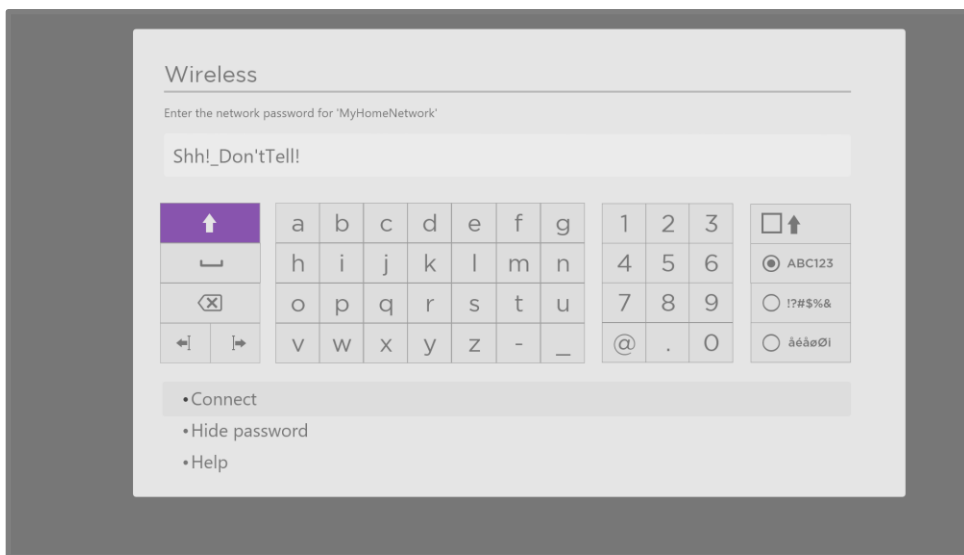 Wireless
Enter the network password for 'MyHomeNetwork'
Shh!_Don'tTell!
a b c d e f g 1 2 3
h i j k l m n 4 5 6 ABC123
o p q r s t u 7 8 9 !?#$%&
v w x y z - _ @ . 0 âéåøØi
•Connect
•Hide password
•Help